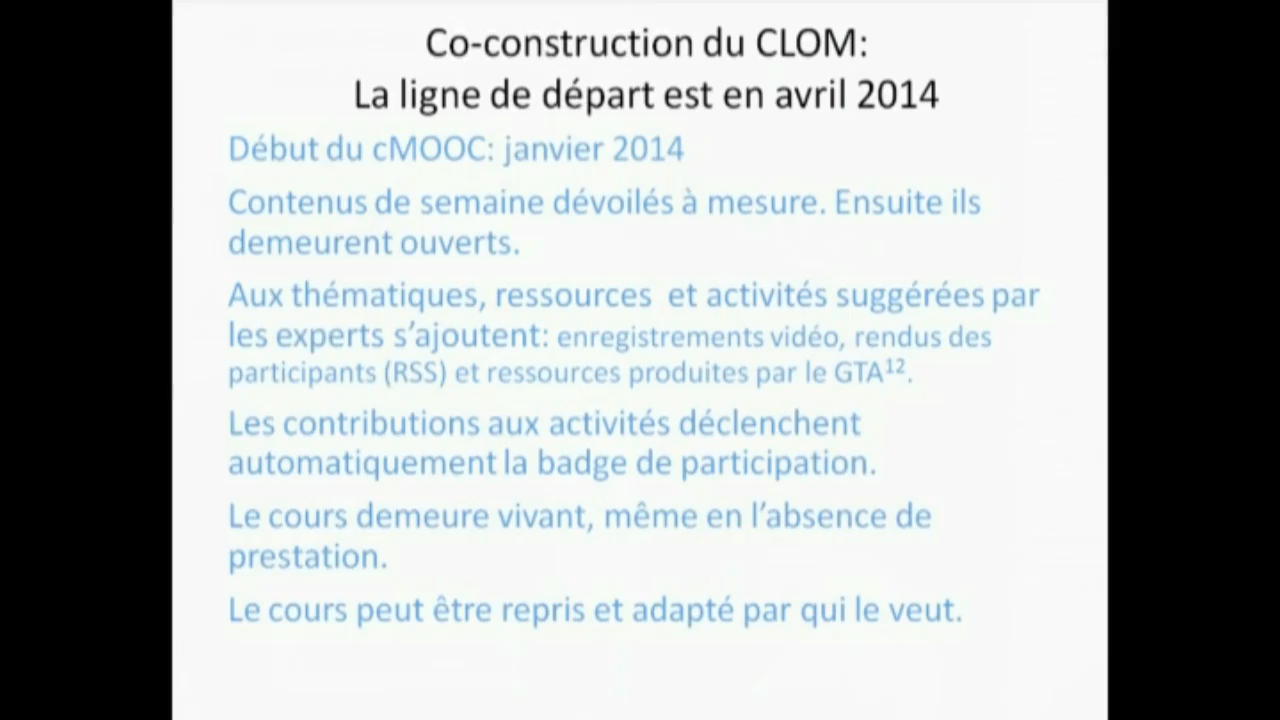 Co-construction du CLOM:
La ligne de départ est en avril 2014
Début du cMOOC: janvier 2014
Contenus de semaine dévoilés à mesure. Ensuite ils
demeurent ouverts.
Aux thématiques, ressources et activités suggérées par
les experts s’ajoutent: enregistrements vidéo, rendus des
participants (RSS) et ressources produites par le GTA¹².
Les contributions aux activités déclenchent
automatiquement la badge de participation.
Le cours demeure vivant, même en l’absence de
prestation.
Le cours peut être repris et adapté par qui le veut.